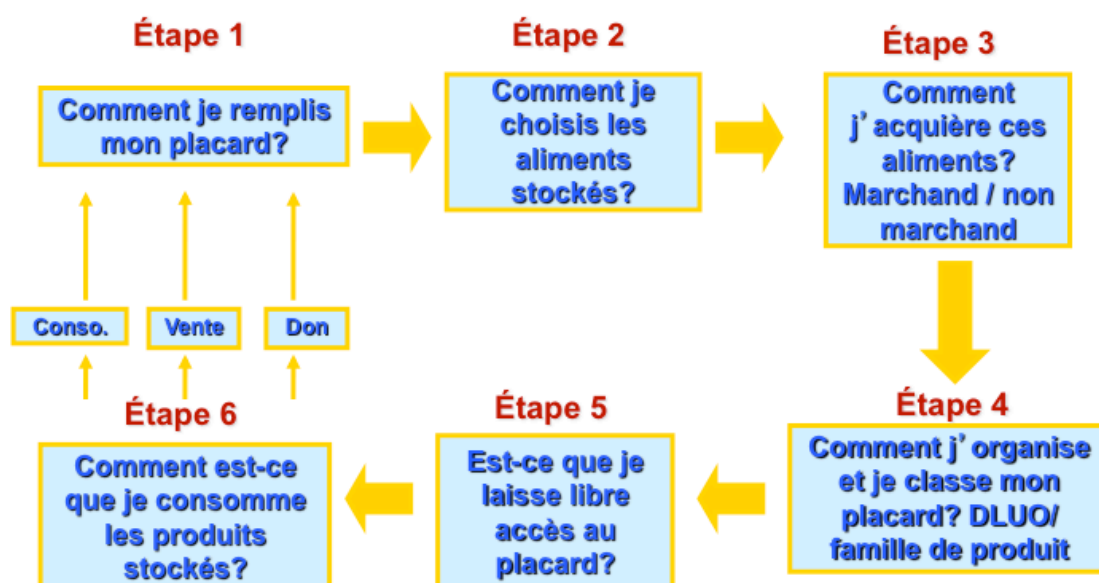 Étape 1
Comment je remplis
mon placard?
Étape 2
Comment je
choisis les
aliments
stockés?
Étape 3
Comment
j’ acquière ces
aliments?
Marchand / non
marchand
Conso.
Vente
Don
Étape 4
Comment j’ organise
et je classe mon
placard? DLUO/
famille de produit
Étape 5
Est-ce que je
laisse libre
accès au
placard?
Étape 6
Comment est-ce
que je consomme
les produits
stockés?